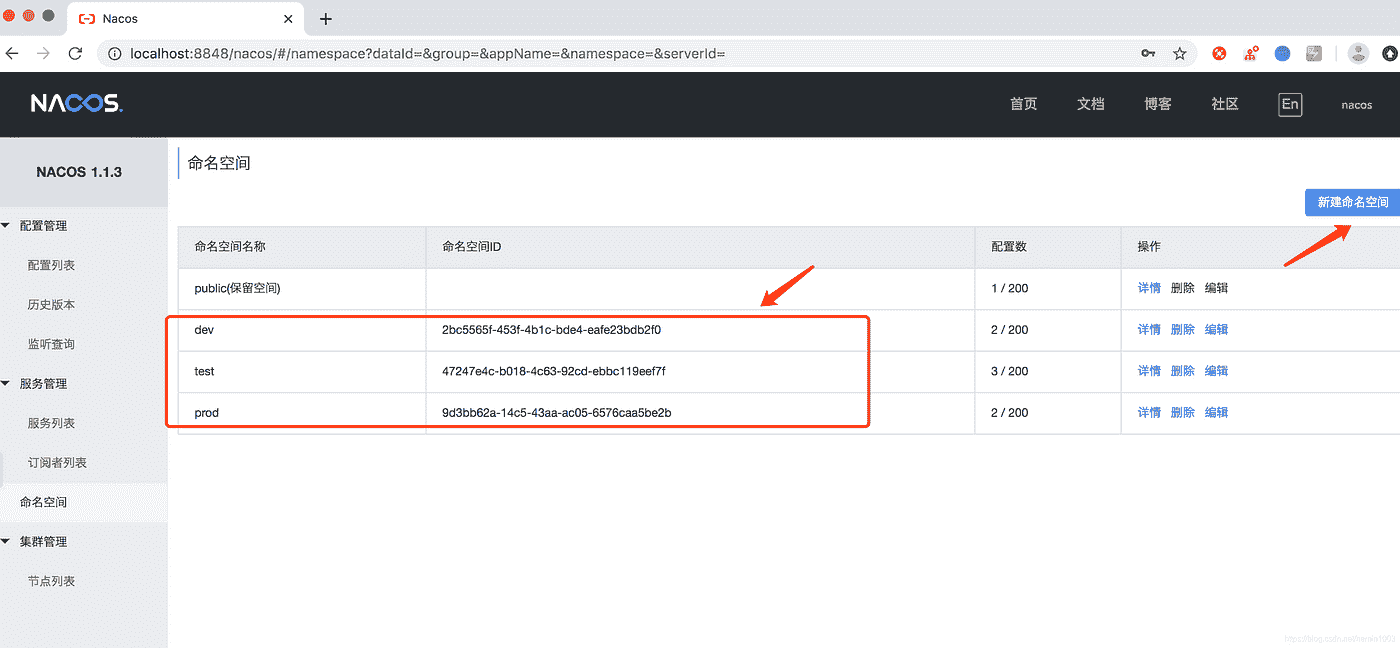 Nacos
localhost:8848/nacos/#/namespace?dataId=&group=&appName=&namespace=&serverId=
NACOS.
首页 文档 博客 社区 En nacos
NACOS 1.1.3
配置管理
配置列表
历史版本
监听查询
服务管理
服务列表
订阅者列表
命名空间
集群管理
节点列表
命名空间
新建命名空间
命名空间名称 命名空间ID 配置数 操作
public(保留空间) 1 / 200 详情 删除 编辑
dev 2bc5565f-453f-4b1c-bde4-eafe23bdb2f0 2 / 200 详情 删除 编辑
test 47247e4c-b018-4c63-92cd-ebbc119eef7f 3 / 200 详情 删除 编辑
prod 9d3bb62a-14c5-43aa-ac05-6576caa5be2b 2 / 200 详情 删除 编辑